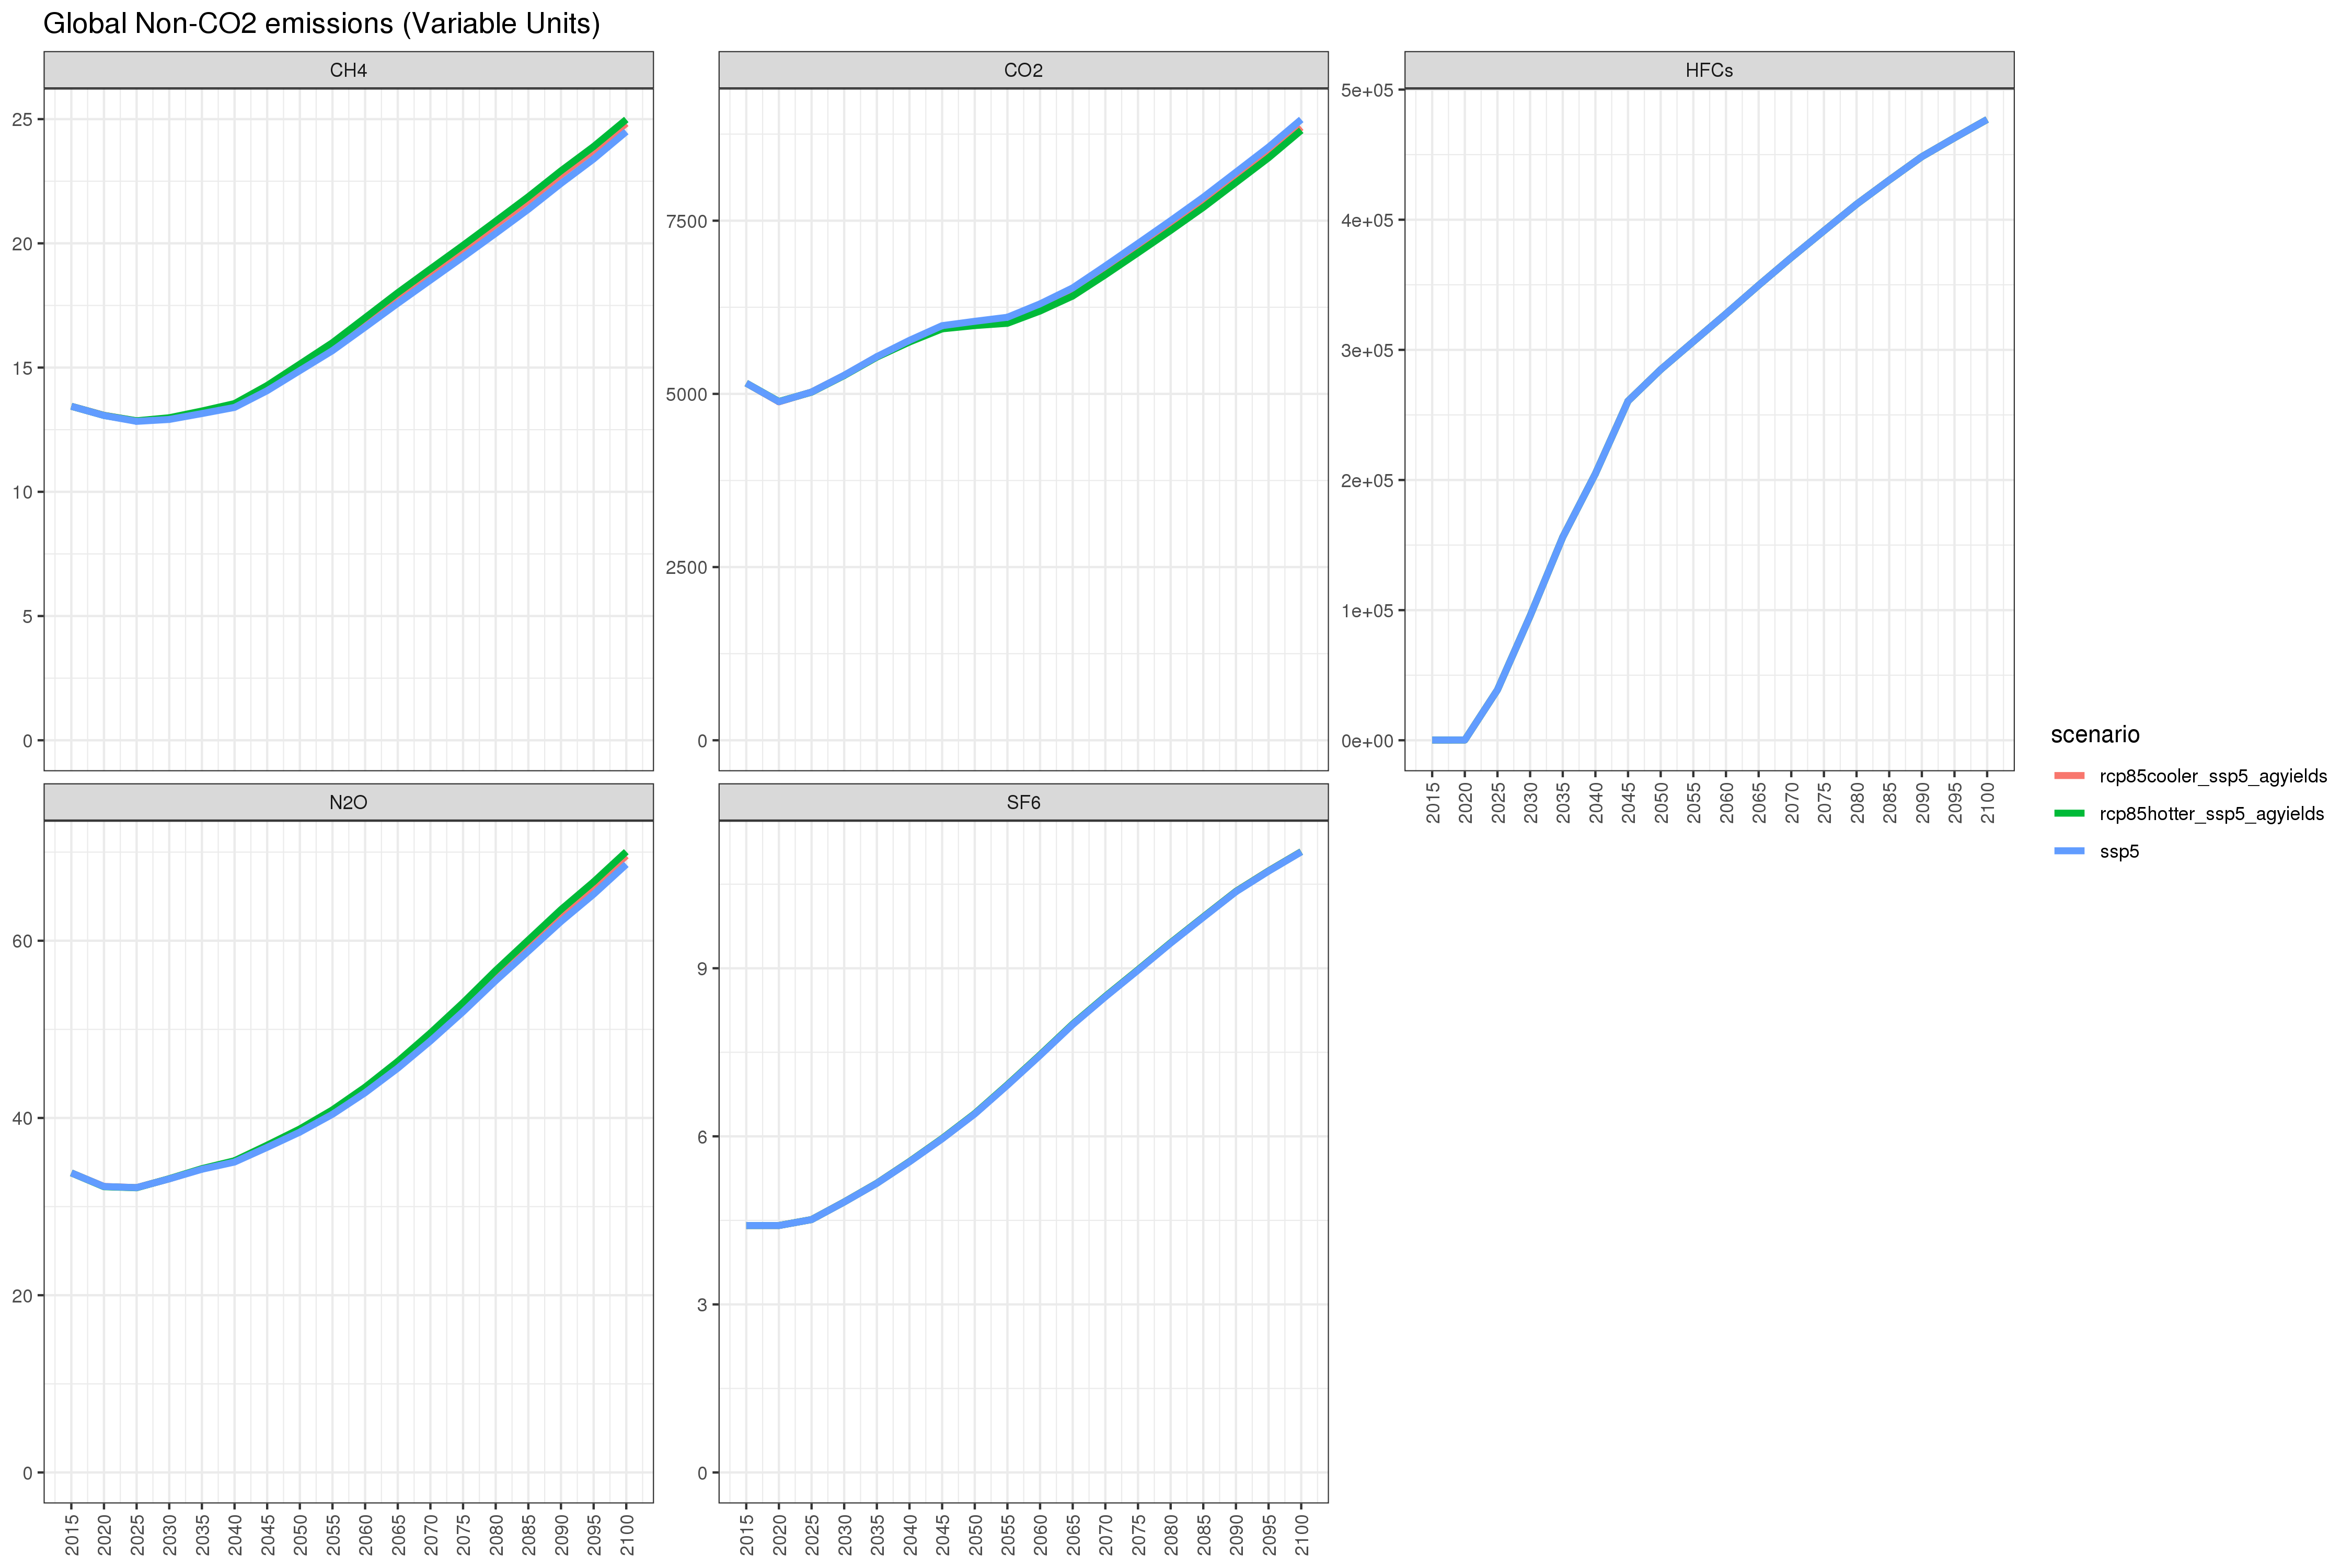 Global Non-CO2 emissions (Variable Units)
CH4
CO2
HFCs
25
20
15
10
5
0
7500
5000
2500
0
5e+05
4e+05
3e+05
2e+05
1e+05
0e+00
2015 2020 2025 2030 2035 2040 2045 2050 2055 2060 2065 2070 2075 2080 2085 2090 2095 2100
N2O
SF6
60
40
20
0
9
6
3
0
2015 2020 2025 2030 2035 2040 2045 2050 2055 2060 2065 2070 2075 2080 2085 2090 2095 2100
2015 2020 2025 2030 2035 2040 2045 2050 2055 2060 2065 2070 2075 2080 2085 2090 2095 2100
scenario
rcp85cooler_ssp5_agyields
rcp85hotter_ssp5_agyields
ssp5